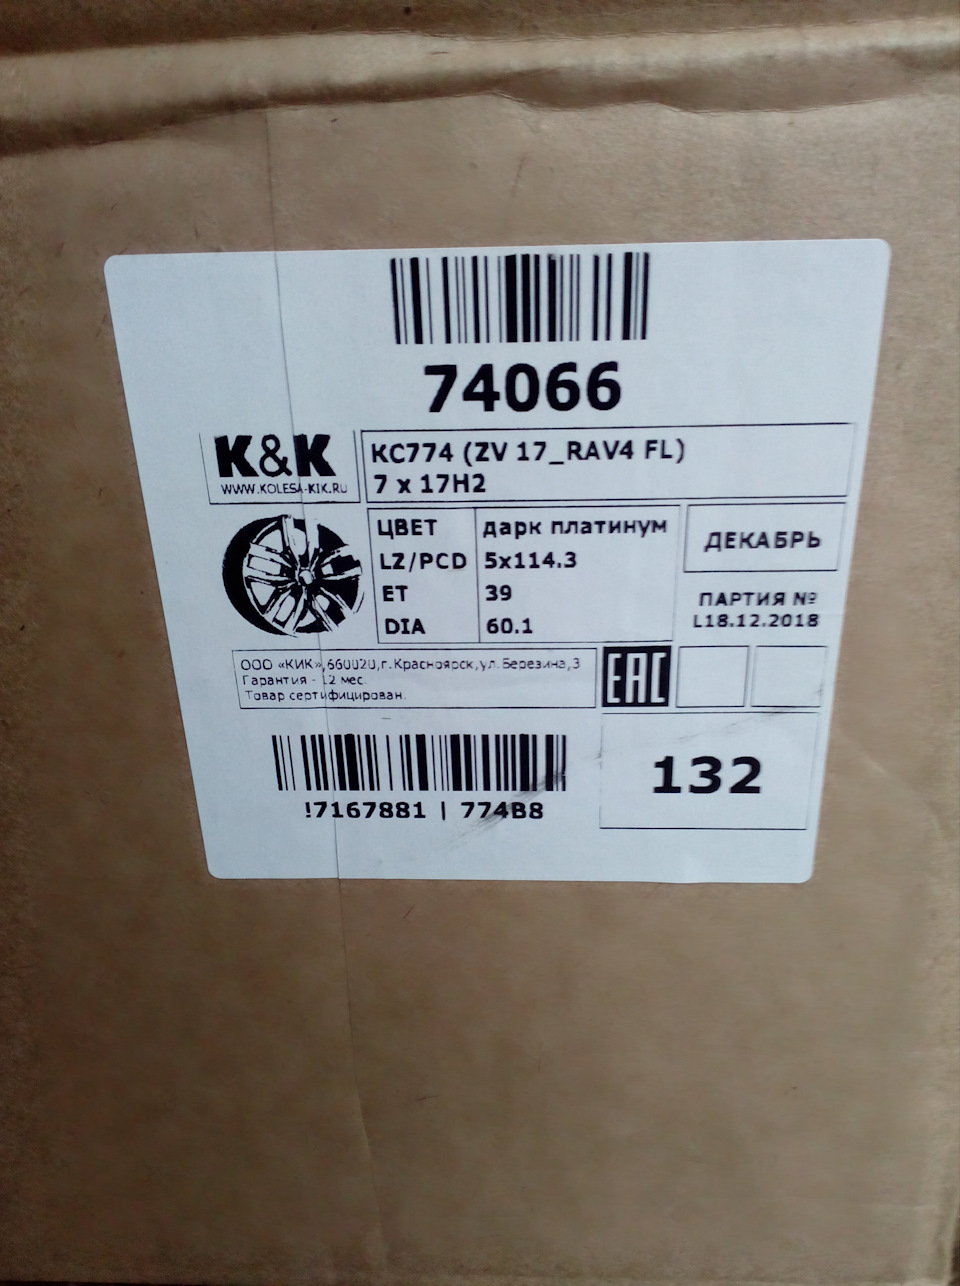 74066
K&K
WWW.KOLESA-KIK.RU
КС774 (ZV 17_RAV4 FL)
7 x 17H2
ЦВЕТ дарк платинум
LZ/PCD 5x114.3
ET 39
DIA 60.1
ДЕКАБРЬ
ПАРТИЯ №
L18.12.2018
ООО «КИК»,660020,г.Красноярск,ул.Березина,3
Гарантия - 12 мес.
Товар сертифицирован.
EAC
!7167881 | 774B8
132